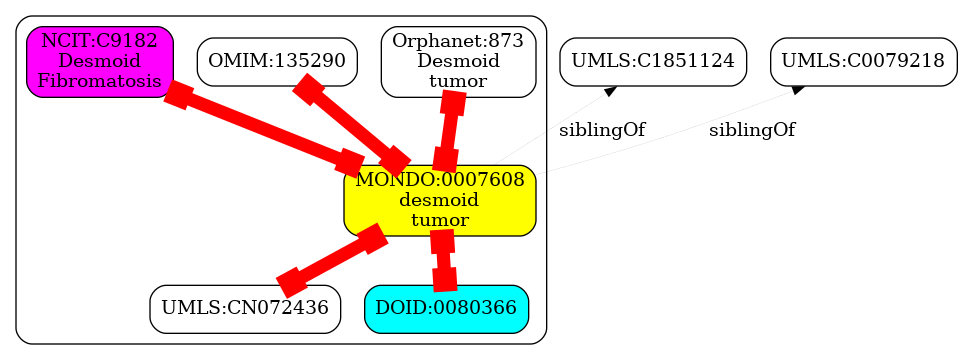 NCIT:C9182
Desmoid
Fibromatosis
OMIM:135290
Orphanet:873
Desmoid
tumor
UMLS:C1851124
UMLS:C0079218
siblingOf
siblingOf
MONDO:0007608
desmoid
tumor
UMLS:CN072436
DOID:0080366